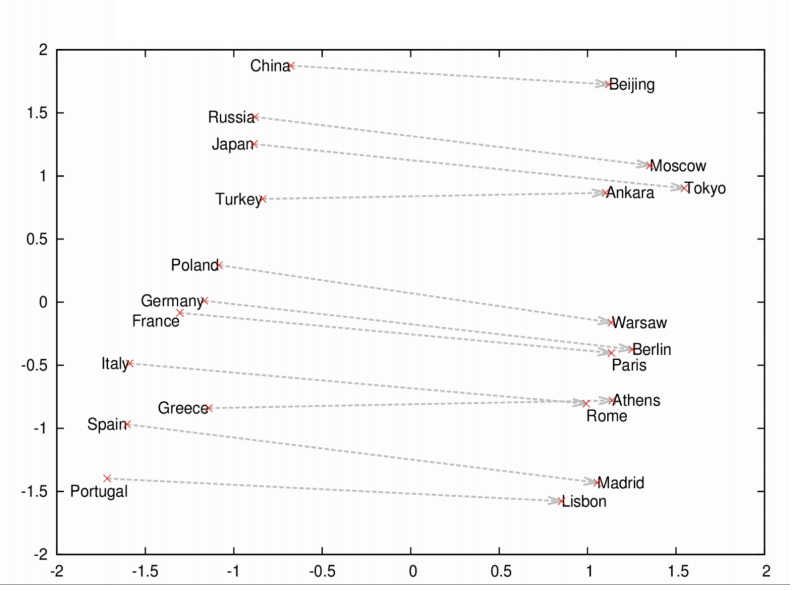 2
China
Beijing
1.5
Russia
Japan
Moscow
1
Tokyo
Turkey
Ankara
0.5
Poland
0
Germany
France
Warsaw
Berlin
-0.5
Italy
Paris
Greece
Athens
Rome
-1
Spain
Madrid
-1.5
Portugal
Lisbon
-2
-2 -1.5 -1 -0.5 0 0.5 1 1.5 2